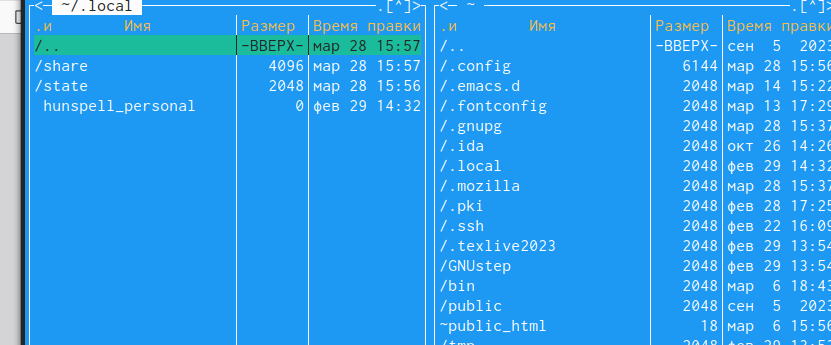 <─ ~/.local .[^]>
.и Имя Размер Время правки
/.. -ВВЕРХ- мар 28 15:57
/share 4096 мар 28 15:57
/state 2048 мар 28 15:56
hunspell_personal 0 фев 29 14:32
<─ ~ .[^]>
.и Имя Размер Время правки
/.. -ВВЕРХ- сен 5 2023
/.config 6144 мар 28 15:56
/.emacs.d 2048 мар 14 15:22
/.fontconfig 2048 мар 13 17:29
/.gnupg 2048 мар 28 15:37
/.ida 2048 окт 26 14:26
/.local 2048 фев 29 14:32
/.mozilla 2048 мар 28 15:37
/.pki 2048 фев 28 17:25
/.ssh 2048 фев 22 16:09
/.texlive2023 2048 фев 29 13:54
/GNUstep 2048 фев 29 13:54
/bin 2048 мар 6 18:43
/public 2048 сен 5 2023
~public_html 18 мар 6 15:56
/tmp 2048 фев 29